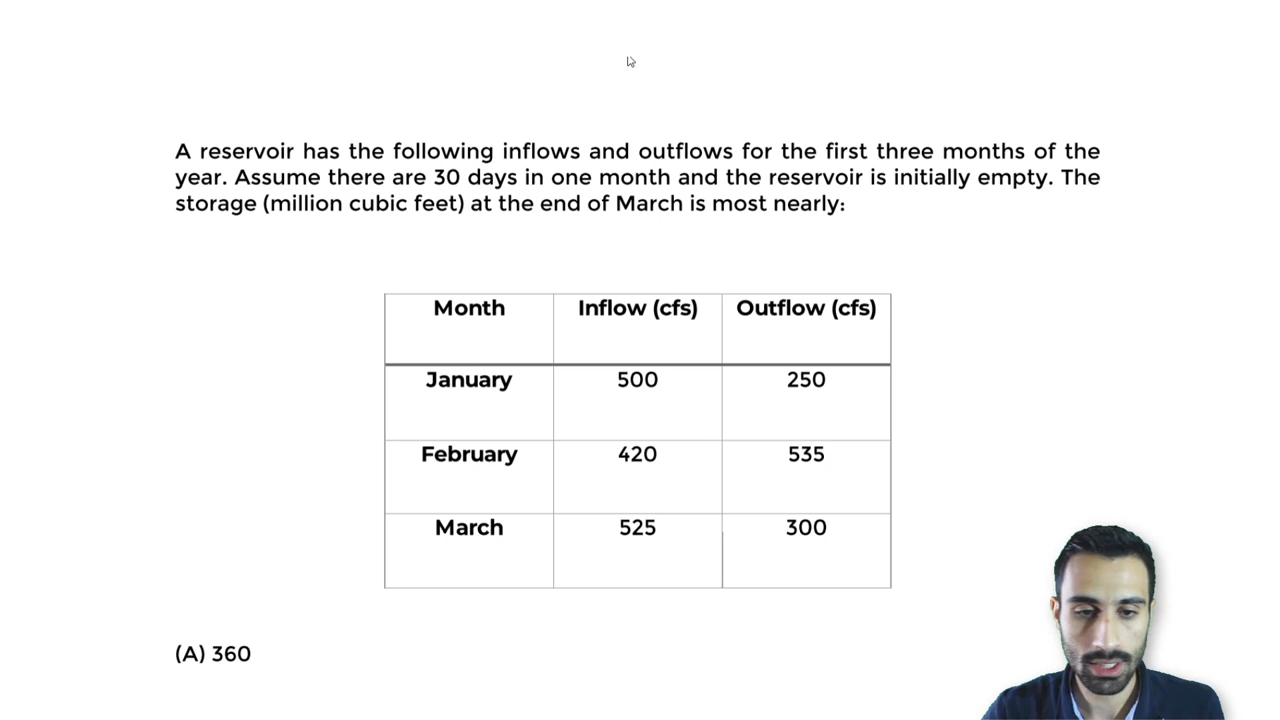 A reservoir has the following inflows and outflows for the first three months of the
year. Assume there are 30 days in one month and the reservoir is initially empty. The
storage (million cubic feet) at the end of March is most nearly:
Month Inflow (cfs) Outflow (cfs)
January 500 250
February 420 535
March 525 300
(A) 360